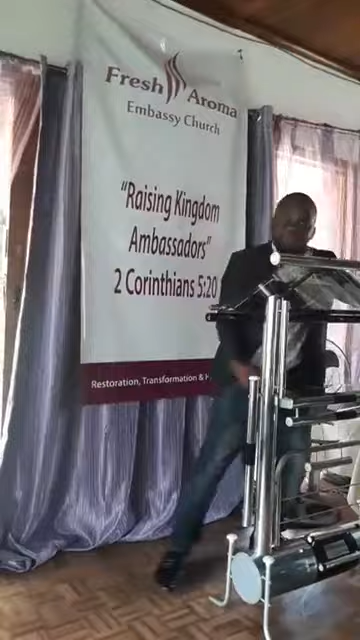 Fresh Aroma
Embassy Church
"Raising Kingdom
Ambassadors"
2 Corinthians 5:20
Restoration, Transformation &